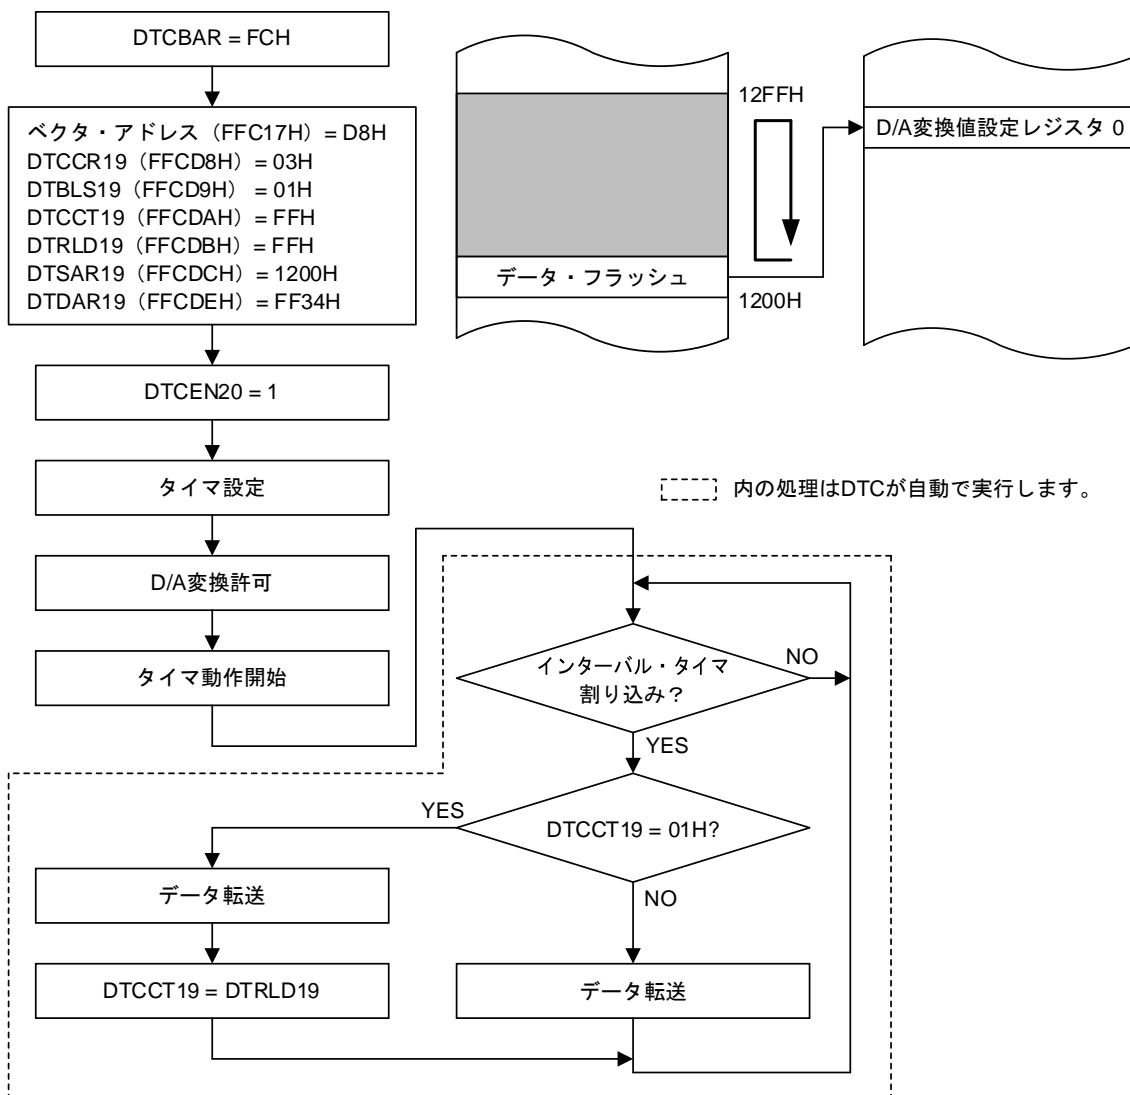 DTCBAR = FCH
ベクタ・アドレス（FFC17H）= D8H
DTCCR19（FFCD8H）= 03H
DTBLS19（FFCD9H） = 01H
DTCCT19（FFCDAH）= FFH
DTRLD19（FFCDBH）= FFH
DTSAR19（FFCDCH）= 1200H
DTDAR19（FFCDEH）= FF34H
DTCEN20 = 1
タイマ設定
D/A変換許可
タイマ動作開始
12FFH
データ・フラッシュ
1200H
D/A変換値設定レジスタ 0
内の処理はDTCが自動で実行します。
インターバル・タイマ
割り込み？
NO
YES
DTCCT19 = 01H?
YES
NO
データ転送
DTCCT19 = DTRLD19
データ転送